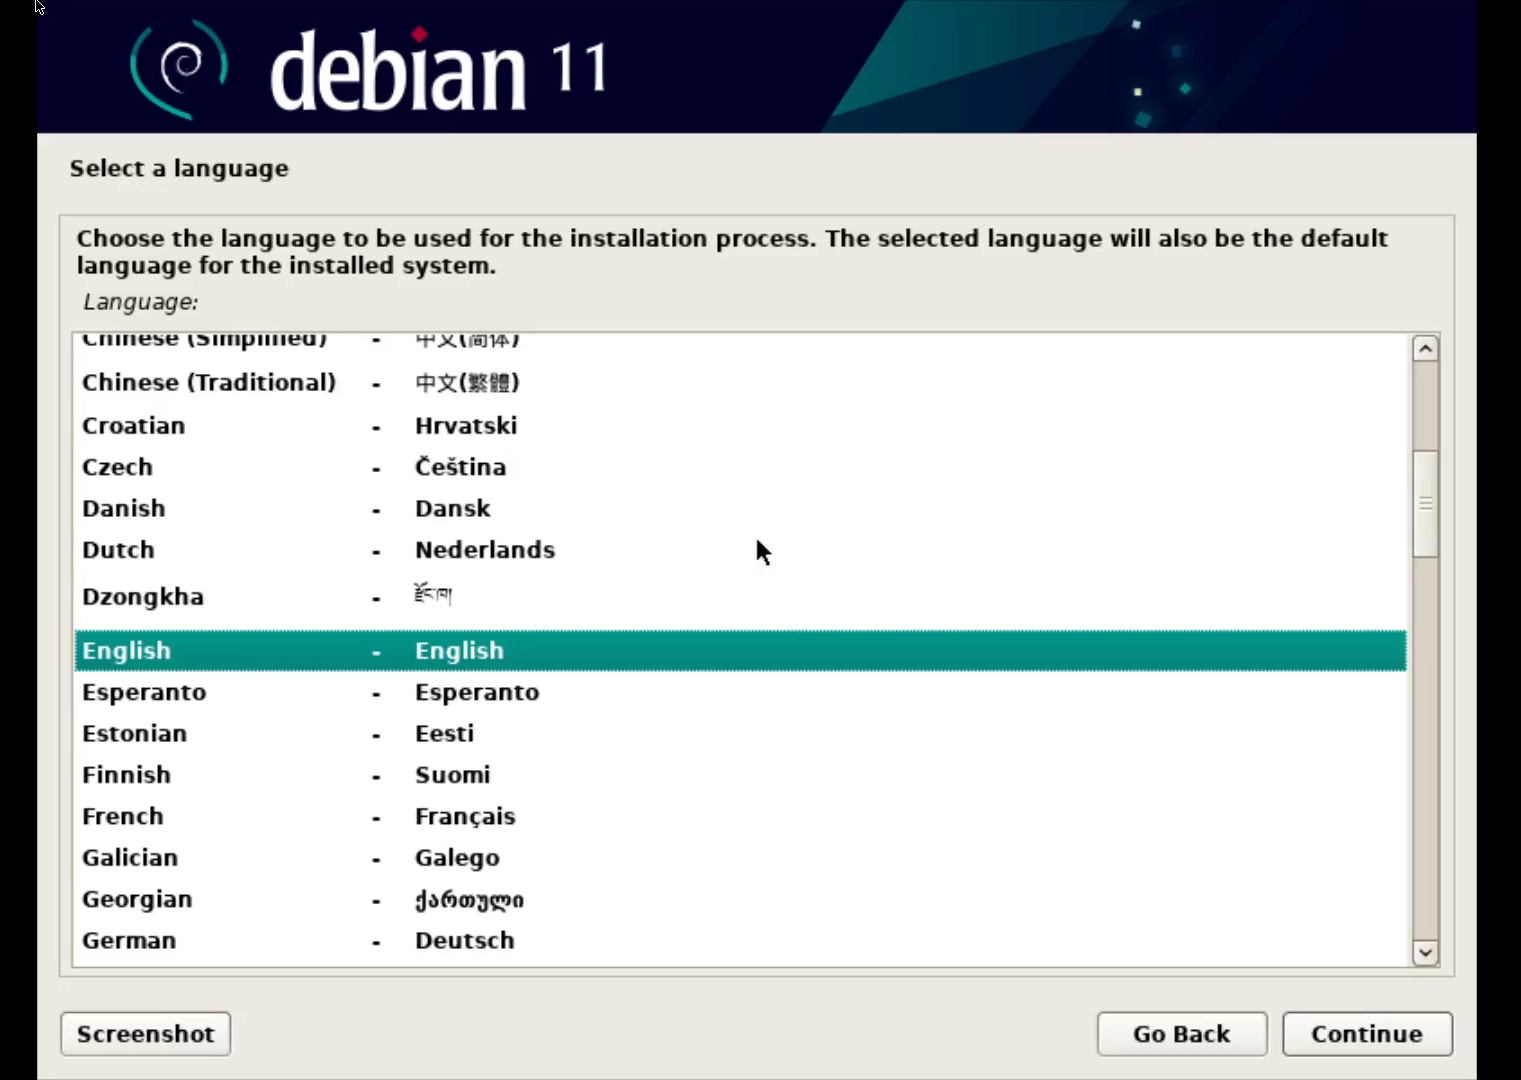 debian 11
Select a language
Choose the language to be used for the installation process. The selected language will also be the default
language for the installed system.
Language:
Chinese (Simplified) - 中文(简体)
Chinese (Traditional) - 中文(繁體)
Croatian - Hrvatski
Czech - Čeština
Danish - Dansk
Dutch - Nederlands
Dzongkha - རྫོང་ཁ།
English - English
Esperanto - Esperanto
Estonian - Eesti
Finnish - Suomi
French - Français
Galician - Galego
Georgian - ქართული
German - Deutsch
Screenshot Go Back Continue